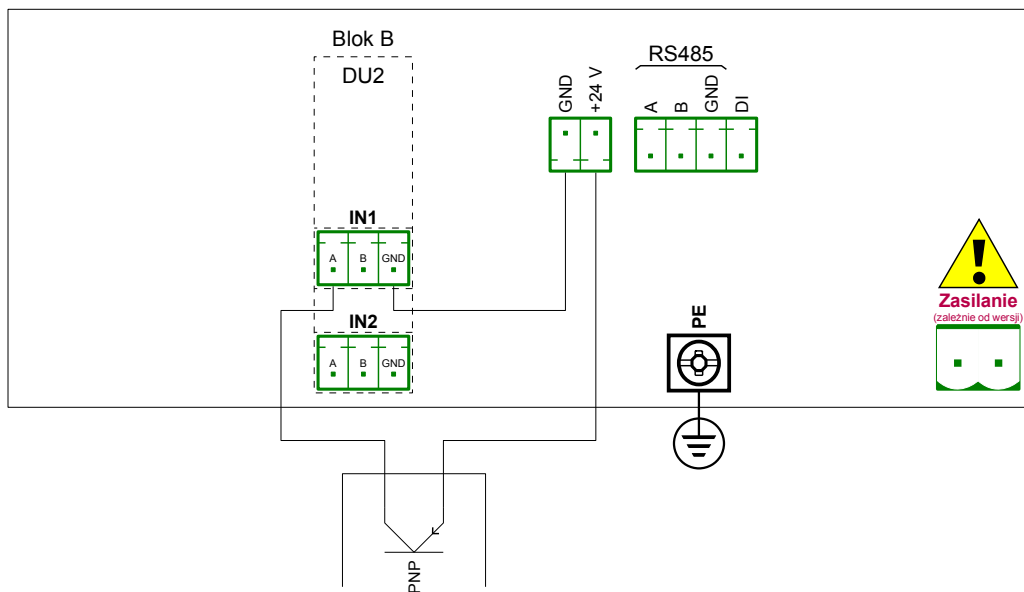 Blok B
DU2
GND
+24 V
RS485
A
B
GND
DI
IN1
A
B
GND
IN2
A
B
GND
PE
Zasilanie
(zależnie od wersji)
PNP